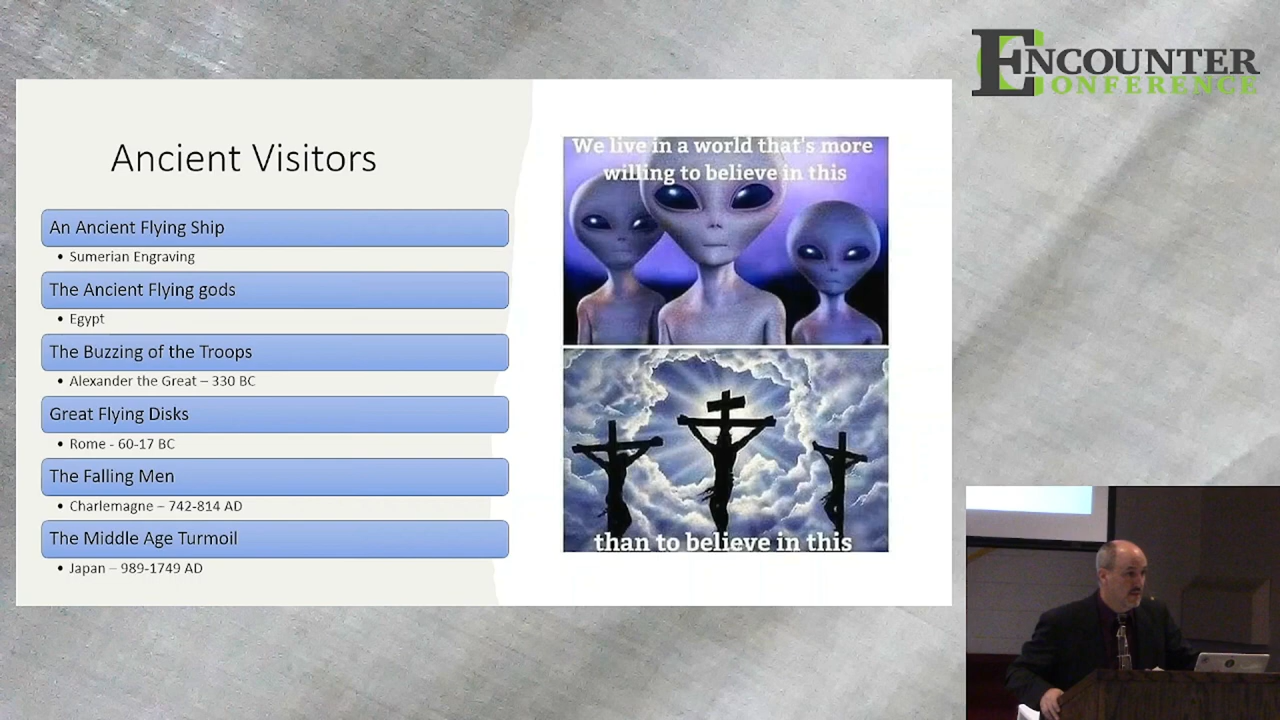 ENCOUNTER
CONFERENCE
Ancient Visitors
An Ancient Flying Ship
• Sumerian Engraving
The Ancient Flying gods
• Egypt
The Buzzing of the Troops
• Alexander the Great – 330 BC
Great Flying Disks
• Rome - 60-17 BC
The Falling Men
• Charlemagne – 742-814 AD
The Middle Age Turmoil
• Japan – 989-1749 AD
We live in a world that's more
willing to believe in this
than to believe in this